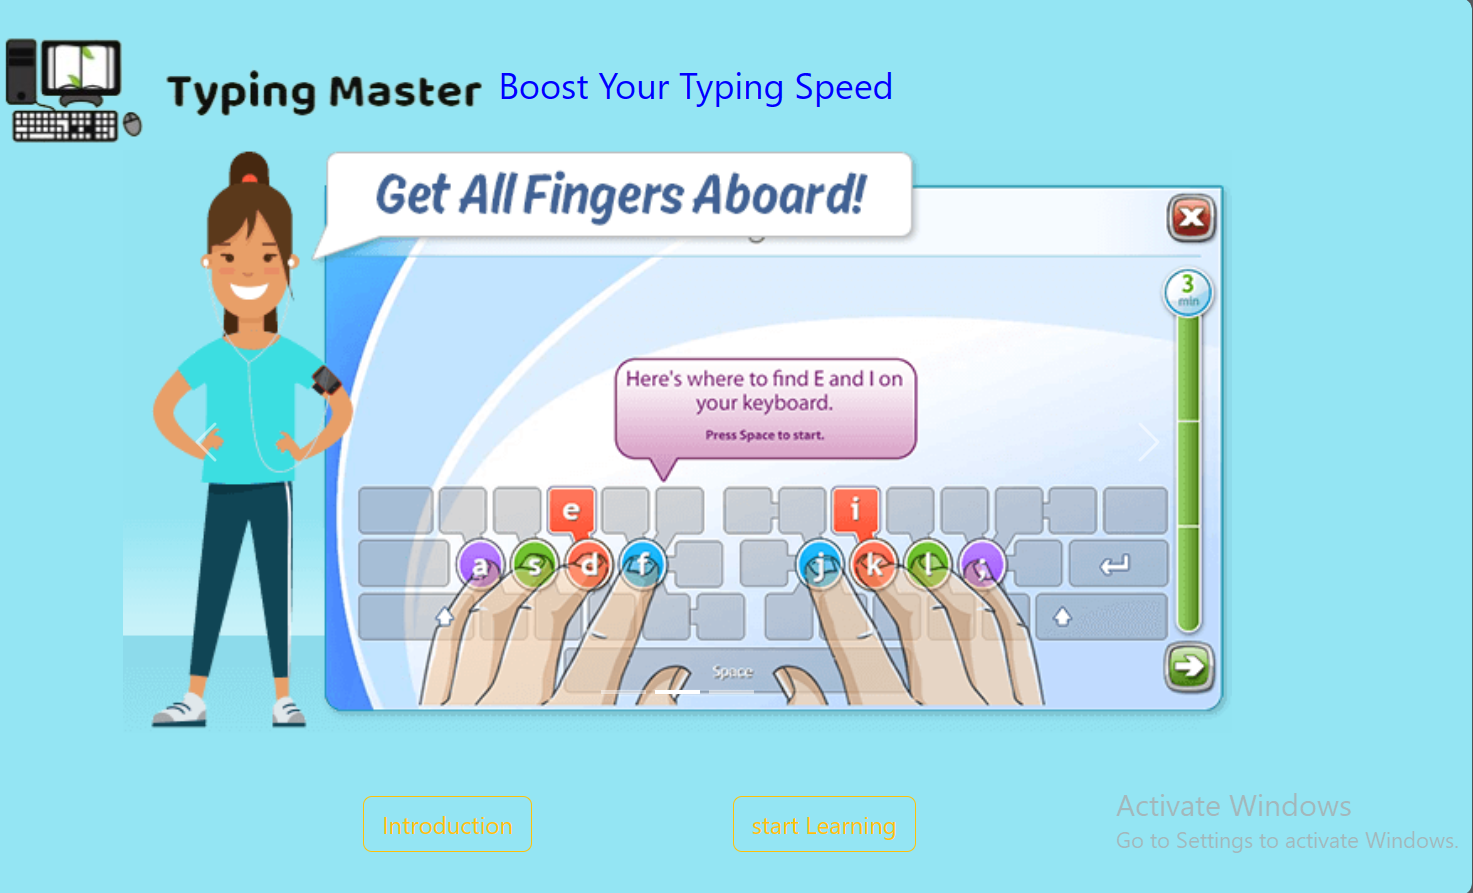 Typing Master Boost Your Typing Speed
Get All Fingers Aboard!
3
min
Here's where to find E and I on
your keyboard.
Press Space to start.
e i
a s d f j k l ;
Space
Introduction start Learning
Activate Windows
Go to Settings to activate Windows.